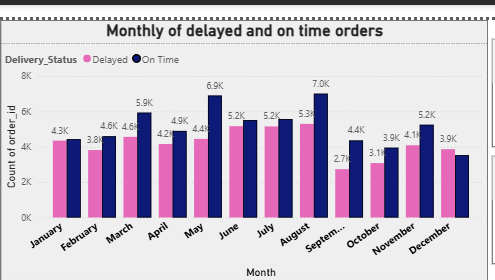 Monthly of delayed and on time orders
Delivery_Status Delayed On Time
Count of order_id
8K
6K
4K
2K
0K
4.3K
3.8K
4.6K
4.6K
5.9K
4.2K
4.9K
4.4K
6.9K
5.2K
5.2K
5.3K
7.0K
2.7K
4.4K
3.1K
3.9K
4.1K
5.2K
3.9K
January
February
March
April
May
June
July
August
Septem...
October
November
December
Month